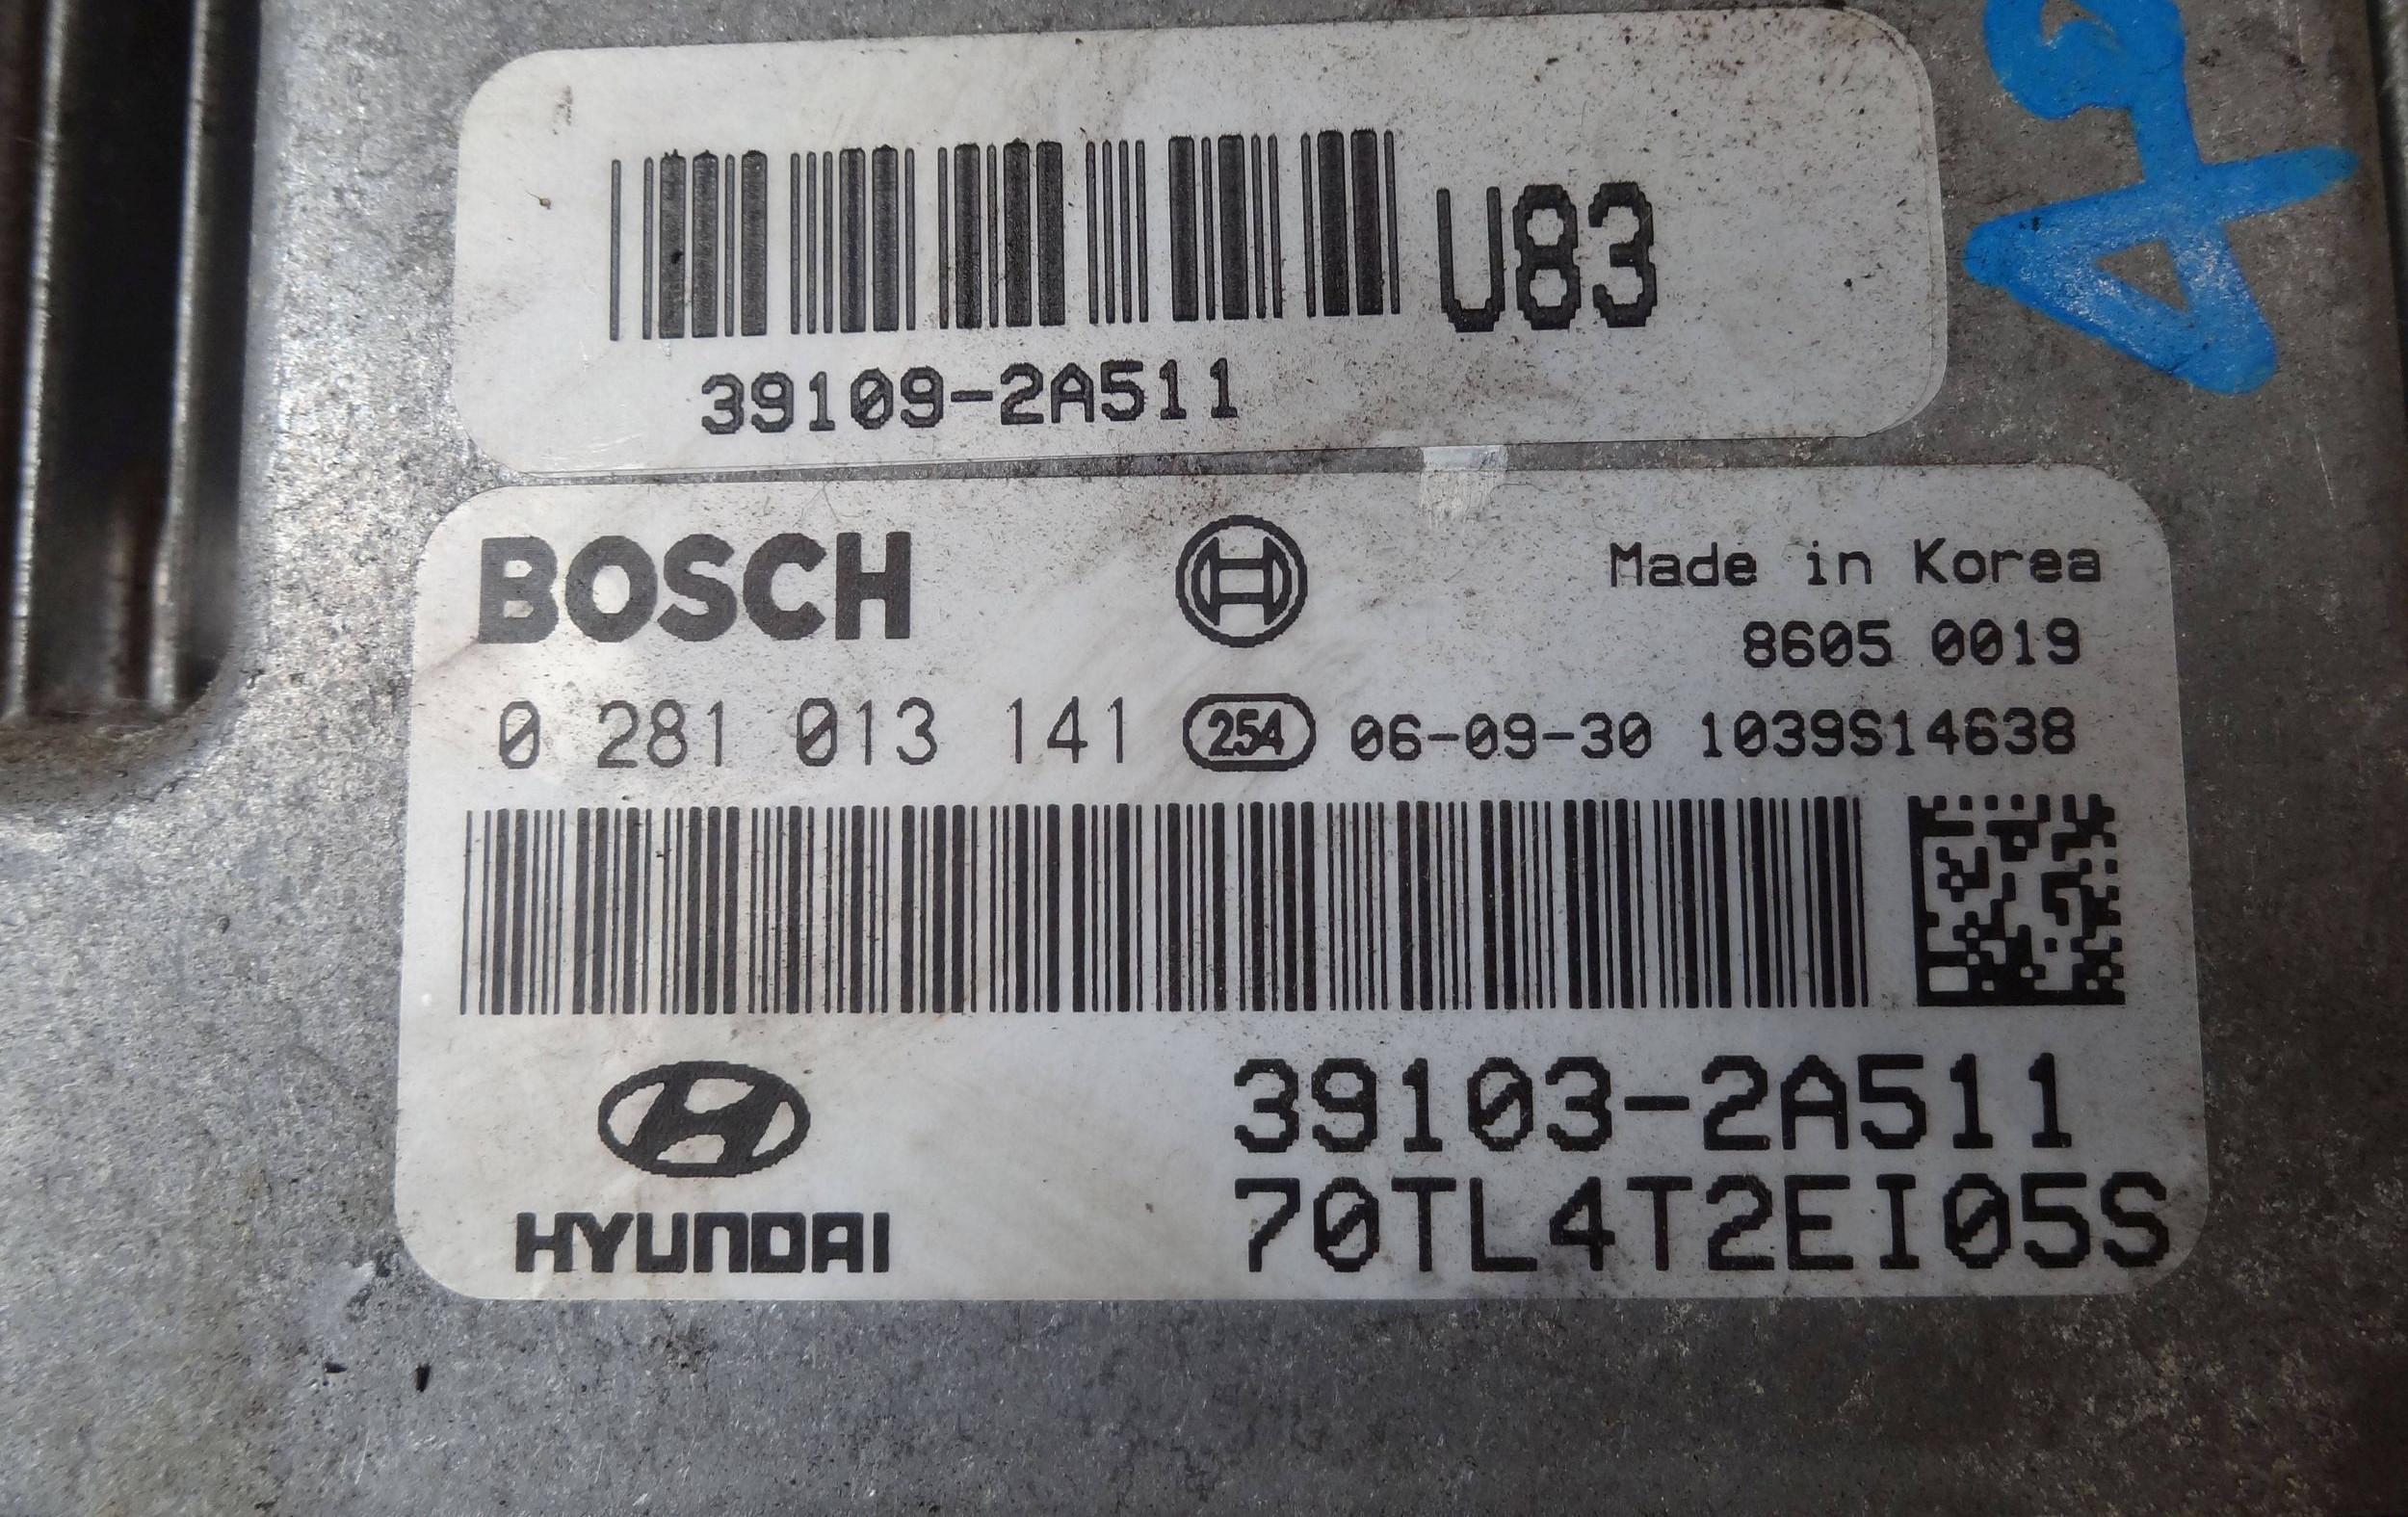 U83
39109-2A511
BOSCH
Made in Korea
8605 0019
0 281 013 141 254 06-09-30 1039S14638
HYUNDAI
39103-2A511
70TL4T2EI05S